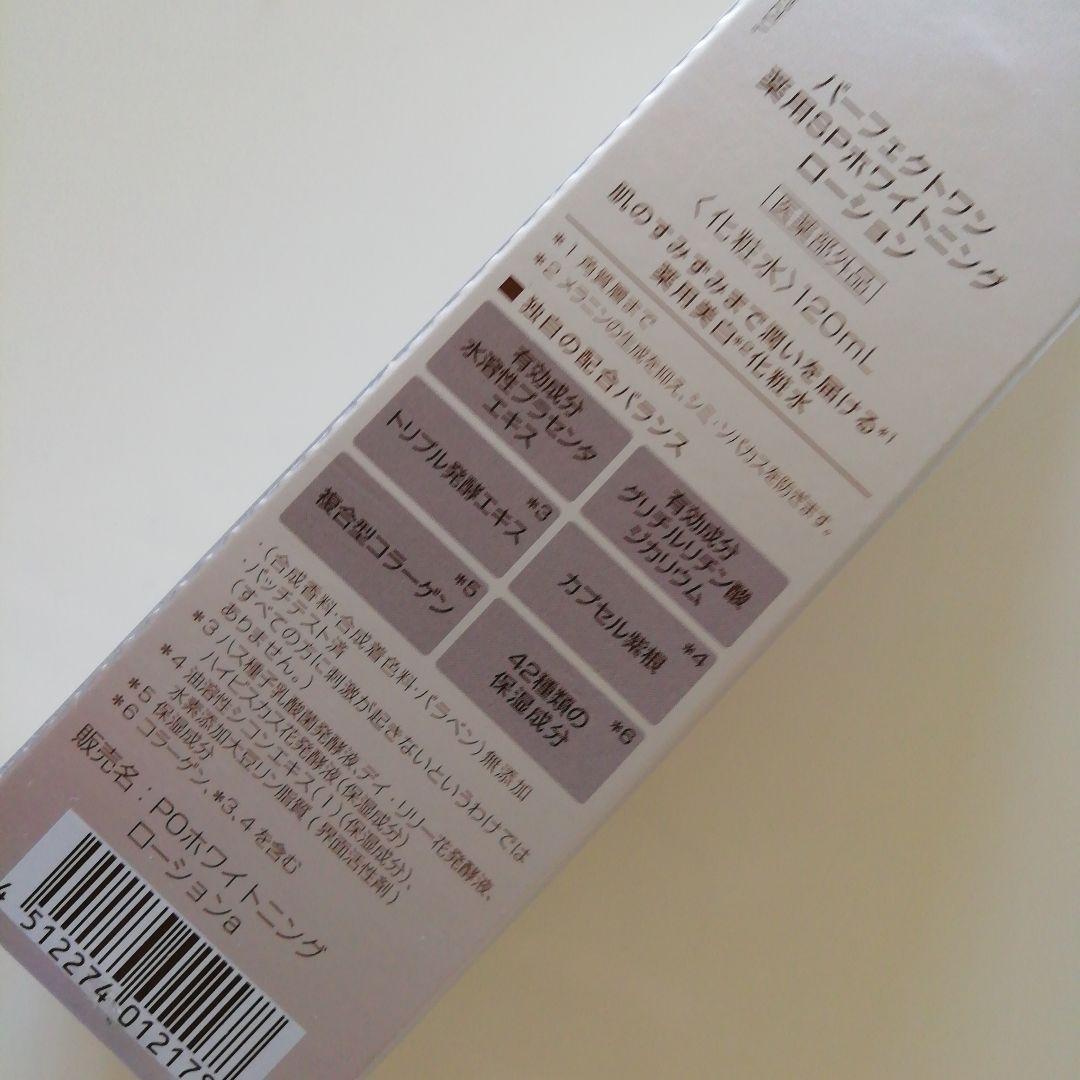 パーフェクトワン
薬用SPホワイトニング
ローション
医薬部外品
〈化粧水〉120mL
肌のすみずみまで潤いを届ける*1
薬用美白*2化粧水
*1 角質層まで
*2 メラニンの生成を抑え、シミ・ソバカスを防ぎます。
■独自の配合バランス
有効成分
水溶性プラセンタ
エキス
有効成分
グリチルリチン酸
ジカリウム
トリプル発酵エキス*3
カプセル紫根*4
複合型コラーゲン*5
42種類の
保湿成分*6
・(合成香料・合成着色料・パラベン)無添加
・パッチテスト済
(すべての方に刺激が起きないというわけでは
ありません。)
*3 ハス種子乳酸菌発酵液、デイ・リリー花発酵液、
ハイビスカス花発酵液(保湿成分)
*4 油溶性シコンエキス(1)(保湿成分)、
水素添加大豆リン脂質(界面活性剤)
*5 保湿成分
*6 コラーゲン、*3、4を含む
販売名：POホワイトニング
ローションa
4 512274 012178